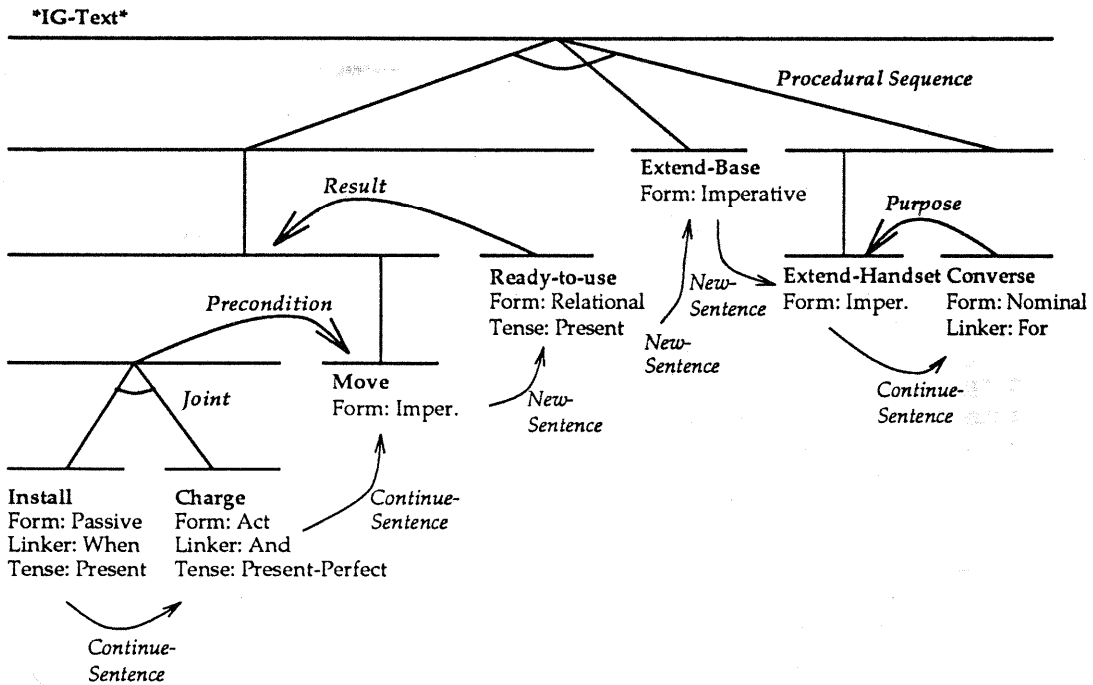 *IG-Text*
Procedural Sequence
Extend-Base
Form: Imperative
Result
Purpose
Ready-to-use
Form: Relational
Tense: Present
New-
Sentence
Extend-Handset
Form: Imper.
Converse
Form: Nominal
Linker: For
Precondition
New-
Sentence
Move
Form: Imper.
Joint
New-
Sentence
Continue-
Sentence
Install
Form: Passive
Linker: When
Tense: Present
Charge
Form: Act
Linker: And
Tense: Present-Perfect
Continue-
Sentence
Continue-
Sentence